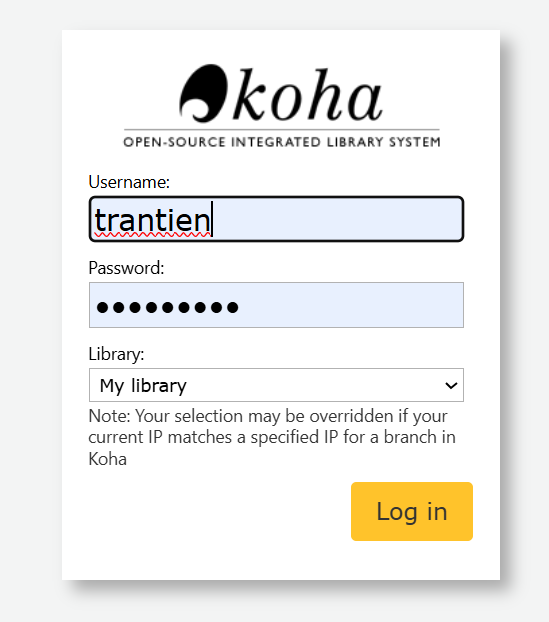 koha
OPEN-SOURCE INTEGRATED LIBRARY SYSTEM
Username:
trantien
Password:
●●●●●●●●●
Library:
My library
Note: Your selection may be overridden if your
current IP matches a specified IP for a branch in
Koha
Log in